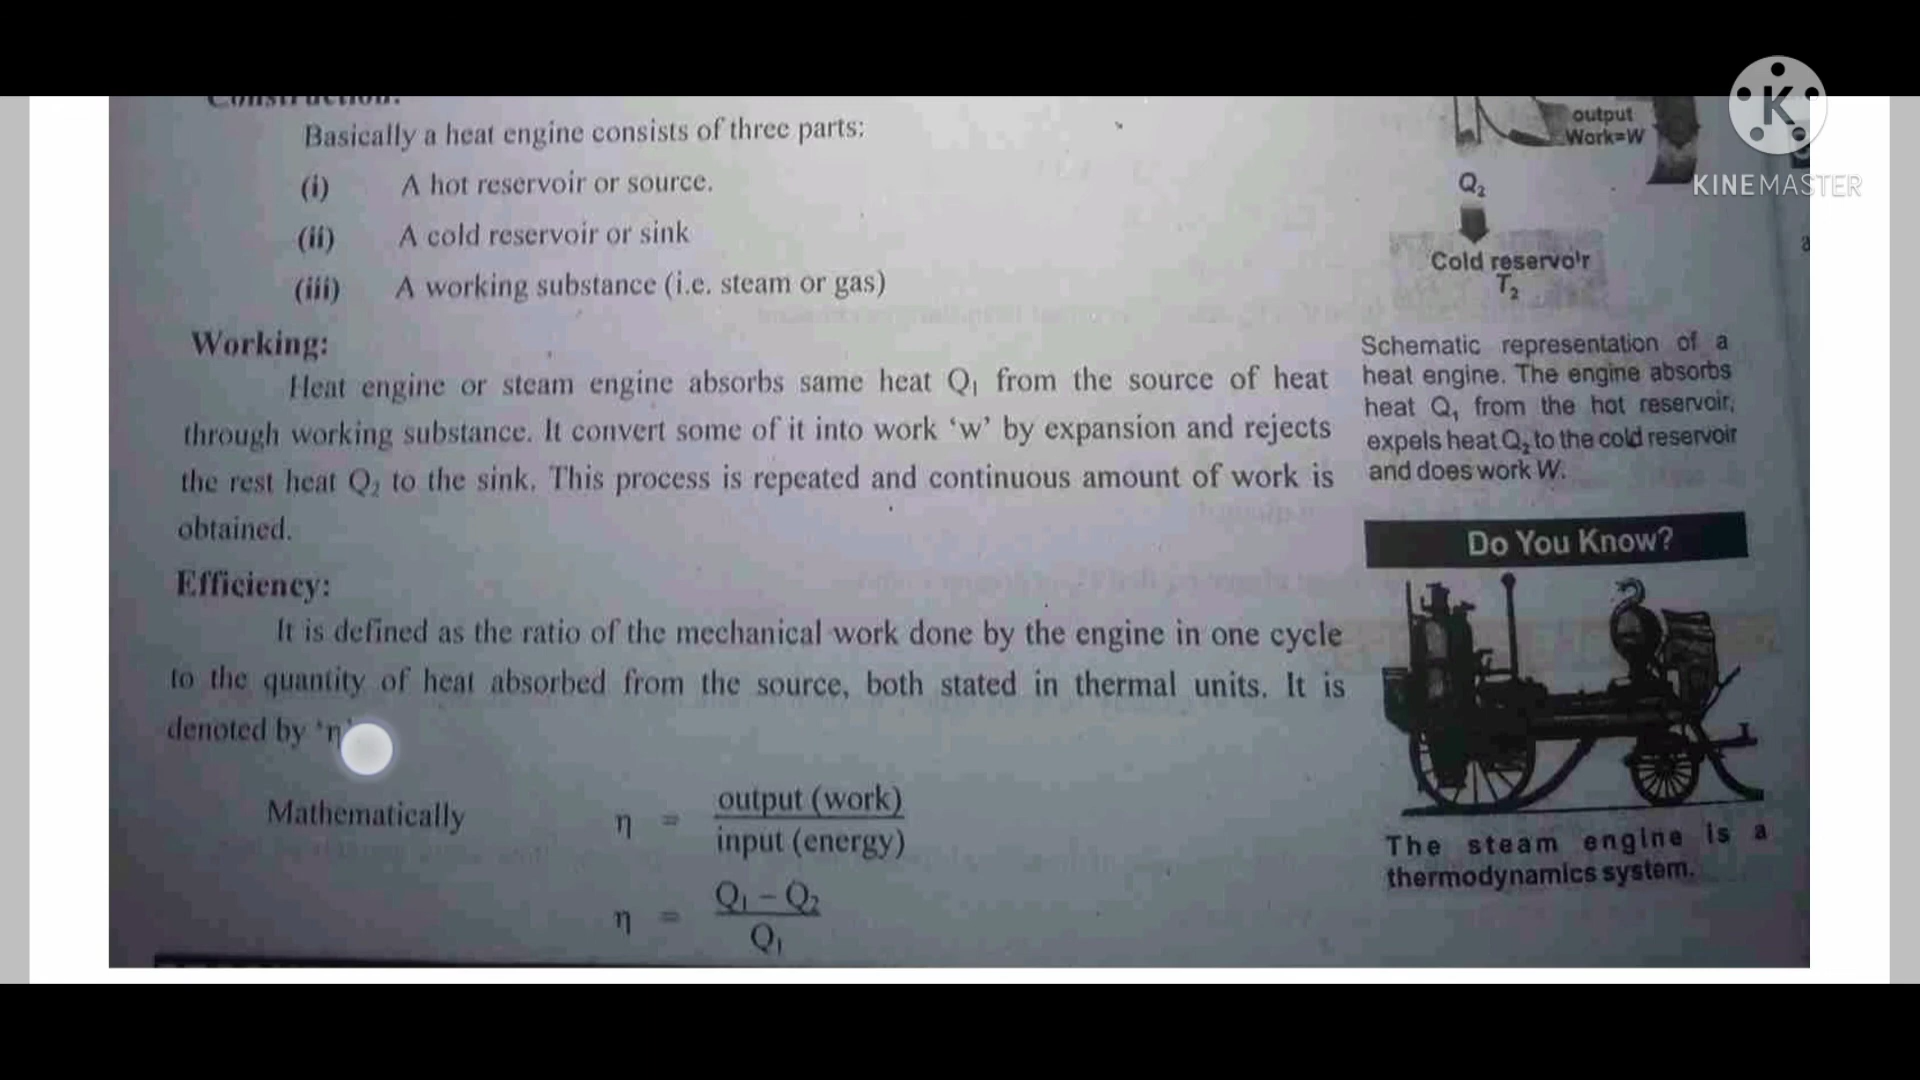 Construction:
Basically a heat engine consists of three parts:
(i) A hot reservoir or source.
(ii) A cold reservoir or sink
(iii) A working substance (i.e. steam or gas)
Working:
Heat engine or steam engine absorbs same heat Q₁ from the source of heat
through working substance. It convert some of it into work ‘w’ by expansion and rejects
the rest heat Q₂ to the sink. This process is repeated and continuous amount of work is
obtained.
Efficiency:
It is defined as the ratio of the mechanical work done by the engine in one cycle
to the quantity of heat absorbed from the source, both stated in thermal units. It is
denoted by ‘η’
Mathematically η = output (work)
input (energy)
η = Q₁ – Q₂
Q₁
output
Work=W
Q₂
Cold reservoir
T₂
Schematic representation of a
heat engine. The engine absorbs
heat Q₁ from the hot reservoir,
expels heat Q₂ to the cold reservoir
and does work W.
Do You Know?
The steam engine is a
thermodynamics system.
K
KINEMASTER